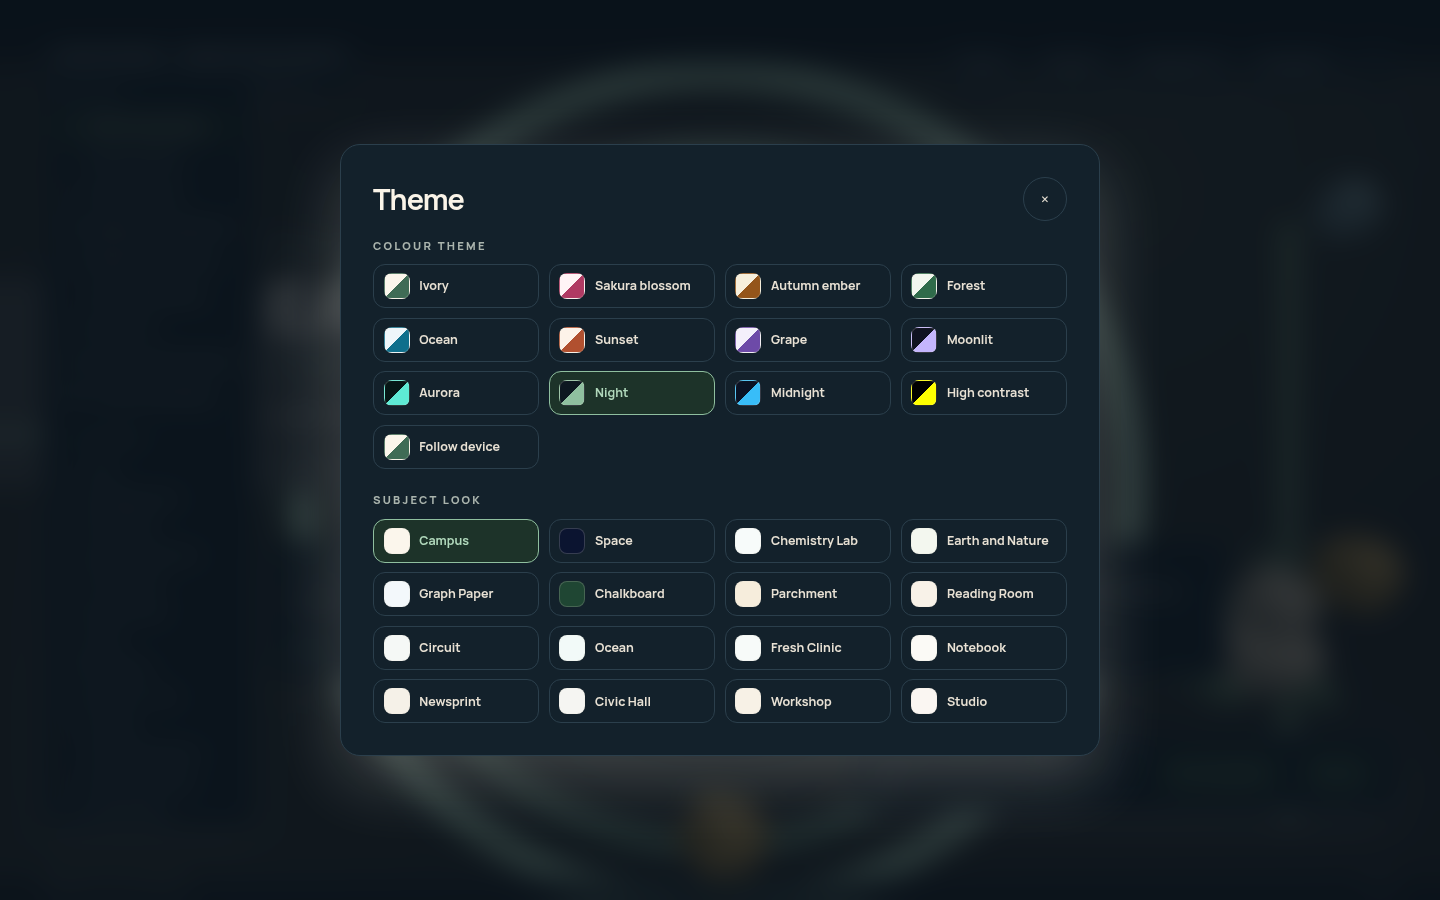 Theme
×
COLOUR THEME
Ivory
Sakura blossom
Autumn ember
Forest
Ocean
Sunset
Grape
Moonlit
Aurora
Night
Midnight
High contrast
Follow device
SUBJECT LOOK
Campus
Space
Chemistry Lab
Earth and Nature
Graph Paper
Chalkboard
Parchment
Reading Room
Circuit
Ocean
Fresh Clinic
Notebook
Newsprint
Civic Hall
Workshop
Studio